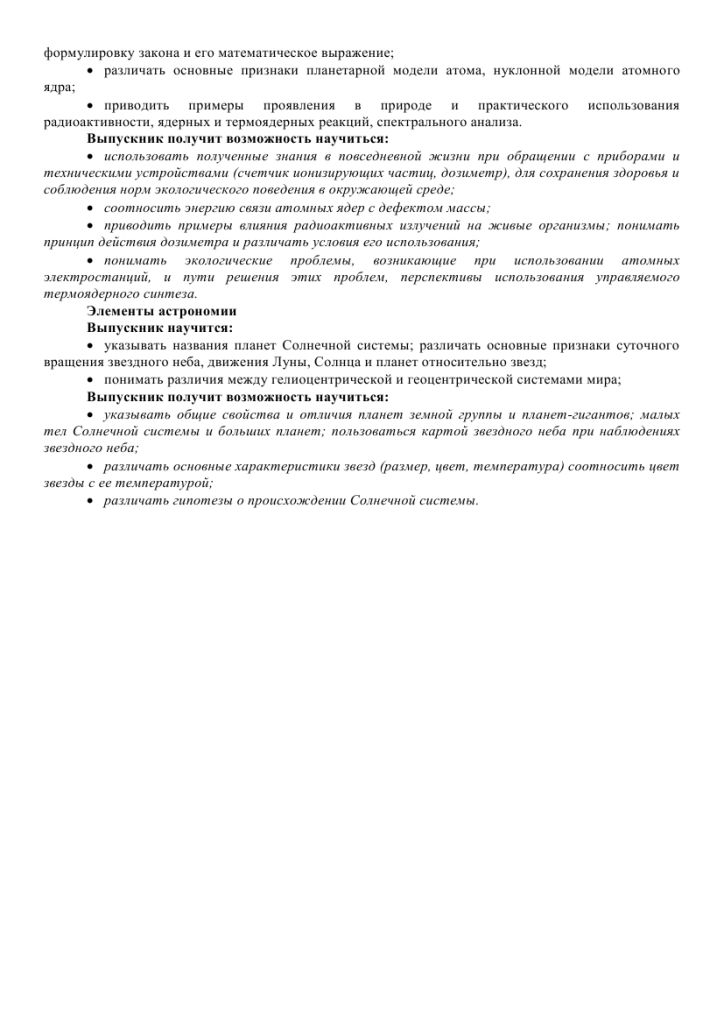 формулировку закона и его математическое выражение;
• различать основные признаки планетарной модели атома, нуклонной модели атомного
ядра;
• приводить примеры проявления в природе и практического использования
радиоактивности, ядерных и термоядерных реакций, спектрального анализа.
Выпускник получит возможность научиться:
• использовать полученные знания в повседневной жизни при обращении с приборами и
техническими устройствами (счетчик ионизирующих частиц, дозиметр), для сохранения здоровья и
соблюдения норм экологического поведения в окружающей среде;
• соотносить энергию связи атомных ядер с дефектом массы;
• приводить примеры влияния радиоактивных излучений на живые организмы; понимать
принцип действия дозиметра и различать условия его использования;
• понимать экологические проблемы, возникающие при использовании атомных
электростанций, и пути решения этих проблем, перспективы использования управляемого
термоядерного синтеза.
Элементы астрономии
Выпускник научится:
• указывать названия планет Солнечной системы; различать основные признаки суточного
вращения звездного неба, движения Луны, Солнца и планет относительно звезд;
• понимать различия между гелиоцентрической и геоцентрической системами мира;
Выпускник получит возможность научиться:
• указывать общие свойства и отличия планет земной группы и планет-гигантов; малых
тел Солнечной системы и больших планет; пользоваться картой звездного неба при наблюдениях
звездного неба;
• различать основные характеристики звезд (размер, цвет, температура) соотносить цвет
звезды с ее температурой;
• различать гипотезы о происхождении Солнечной системы.